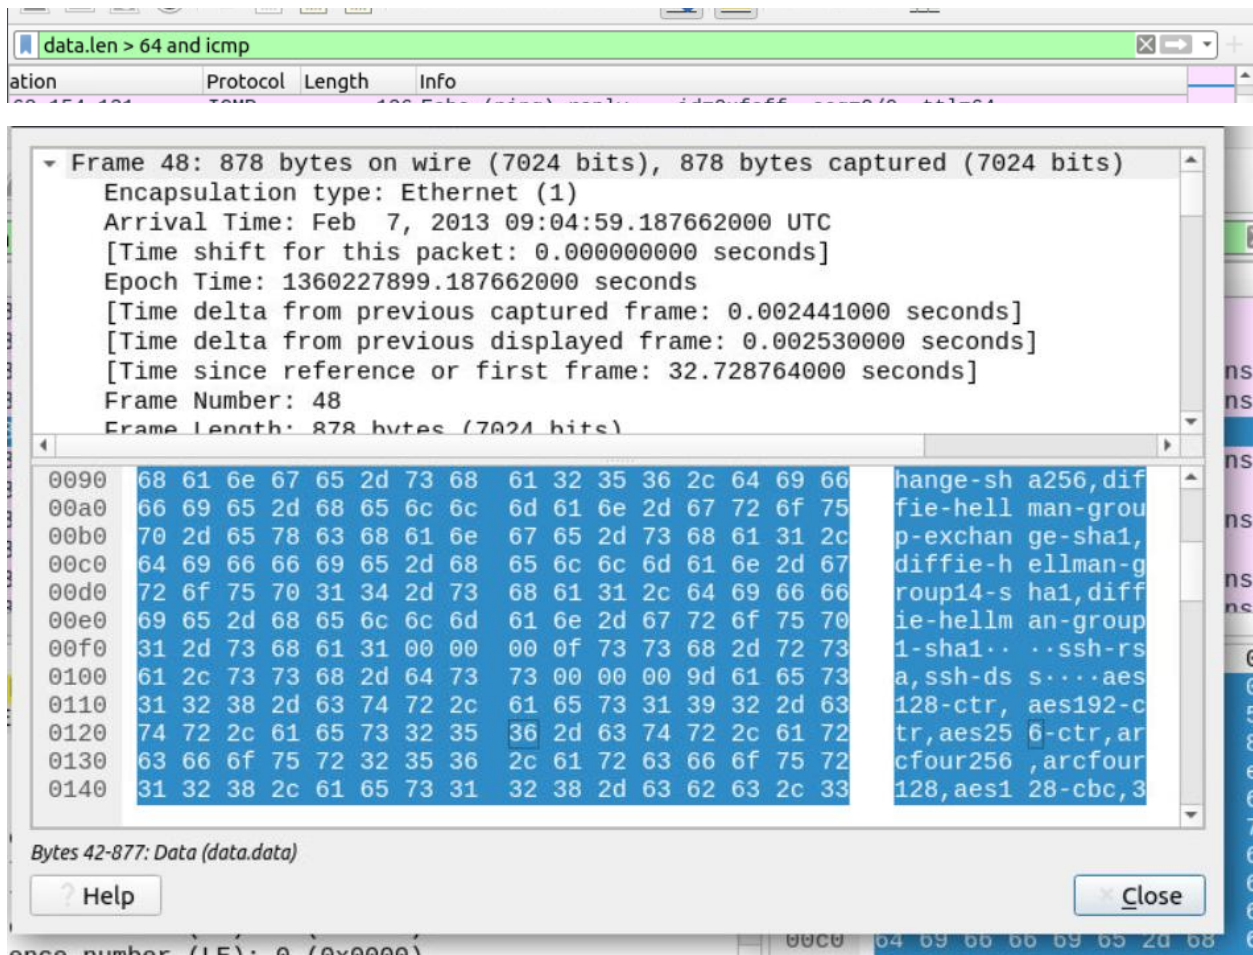 data.len > 64 and icmp
ation Protocol Length Info
Frame 48: 878 bytes on wire (7024 bits), 878 bytes captured (7024 bits)
Encapsulation type: Ethernet (1)
Arrival Time: Feb 7, 2013 09:04:59.187662000 UTC
[Time shift for this packet: 0.000000000 seconds]
Epoch Time: 1360227899.187662000 seconds
[Time delta from previous captured frame: 0.002441000 seconds]
[Time delta from previous displayed frame: 0.002530000 seconds]
[Time since reference or first frame: 32.728764000 seconds]
Frame Number: 48
Frame Length: 878 bytes (7024 bits)
0090 68 61 6e 67 65 2d 73 68 61 32 35 36 2c 64 69 66 hange-sh a256,dif
00a0 66 69 65 2d 68 65 6c 6c 6d 61 6e 2d 67 72 6f 75 fie-hell man-grou
00b0 70 2d 65 78 63 68 61 6e 67 65 2d 73 68 61 31 2c p-exchan ge-sha1,
00c0 64 69 66 66 69 65 2d 68 65 6c 6c 6d 61 6e 2d 67 diffie-h ellman-g
00d0 72 6f 75 70 31 34 2d 73 68 61 31 2c 64 69 66 66 roup14-s ha1,diff
00e0 69 65 2d 68 65 6c 6c 6d 61 6e 2d 67 72 6f 75 70 ie-hellm an-group
00f0 31 2d 73 68 61 31 00 00 00 0f 73 73 68 2d 72 73 1-sha1·· ··ssh-rs
0100 61 2c 73 73 68 2d 64 73 73 00 00 00 9d 61 65 73 a,ssh-ds s····aes
0110 31 32 38 2d 63 74 72 2c 61 65 73 31 39 32 2d 63 128-ctr, aes192-c
0120 74 72 2c 61 65 73 32 35 36 2d 63 74 72 2c 61 72 tr,aes25 6-ctr,ar
0130 63 66 6f 75 72 32 35 36 2c 61 72 63 66 6f 75 72 cfour256 ,arcfour
0140 31 32 38 2c 61 65 73 31 32 38 2d 63 62 63 2c 33 128,aes1 28-cbc,3
Bytes 42-877: Data (data.data)
Help
Close
00c0 64 69 66 66 69 65 2d 68